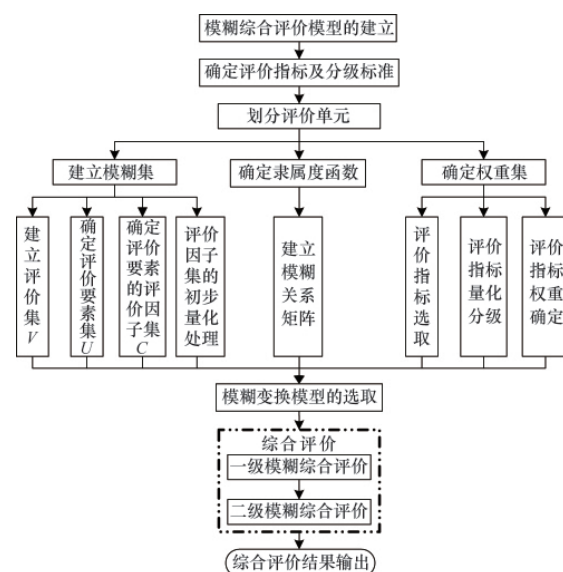 模糊综合评价模型的建立
确定评价指标及分级标准
划分评价单元
建立模糊集
确定隶属度函数
确定权重集
建立评价集V
确定评价要素集U
确定评价要素的评价因子集C
评价因子集的初步量化处理
建立
模糊
关系
矩阵
评价
指标
选取
评价
指标
量化
分级
评价
指标
权重
确定
模糊变换模型的选取
综合评价
一级模糊综合评价
二级模糊综合评价
综合评价结果输出